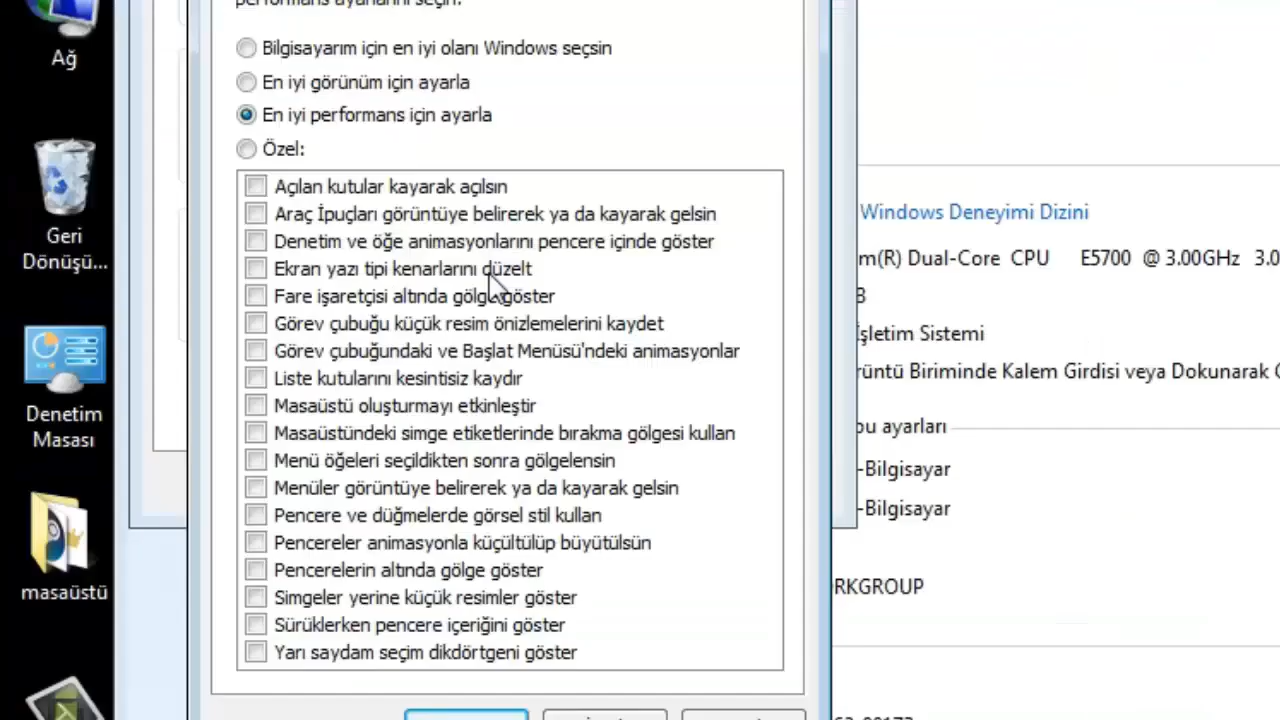 performans ayarlarını seçin:
Bilgisayarım için en iyi olanı Windows seçsin
En iyi görünüm için ayarla
En iyi performans için ayarla
Özel:
Açılan kutular kayarak açılsın
Araç İpuçları görüntüye belirerek ya da kayarak gelsin
Denetim ve öğe animasyonlarını pencere içinde göster
Ekran yazı tipi kenarlarını düzelt
Fare işaretçisi altında gölge göster
Görev çubuğu küçük resim önizlemelerini kaydet
Görev çubuğundaki ve Başlat Menüsü'ndeki animasyonlar
Liste kutularını kesintisiz kaydır
Masaüstü oluşturmayı etkinleştir
Masaüstündeki simge etiketlerinde bırakma gölgesi kullan
Menü öğeleri seçildikten sonra gölgelensin
Menüler görüntüye belirerek ya da kayarak gelsin
Pencere ve düğmelerde görsel stil kullan
Pencereler animasyonla küçültülüp büyütülsün
Pencerelerin altında gölge göster
Simgeler yerine küçük resimler göster
Sürüklerken pencere içeriğini göster
Yarı saydam seçim dikdörtgeni göster
Ağ
Geri
Dönüşü...
Denetim
Masası
masaüstü
Windows Deneyimi Dizini
m(R) Dual-Core CPU E5700 @ 3.00GHz 3.0
İşletim Sistemi
rüntü Biriminde Kalem Girdisi veya Dokunarak
bu ayarları
-Bilgisayar
-Bilgisayar
RKGROUP